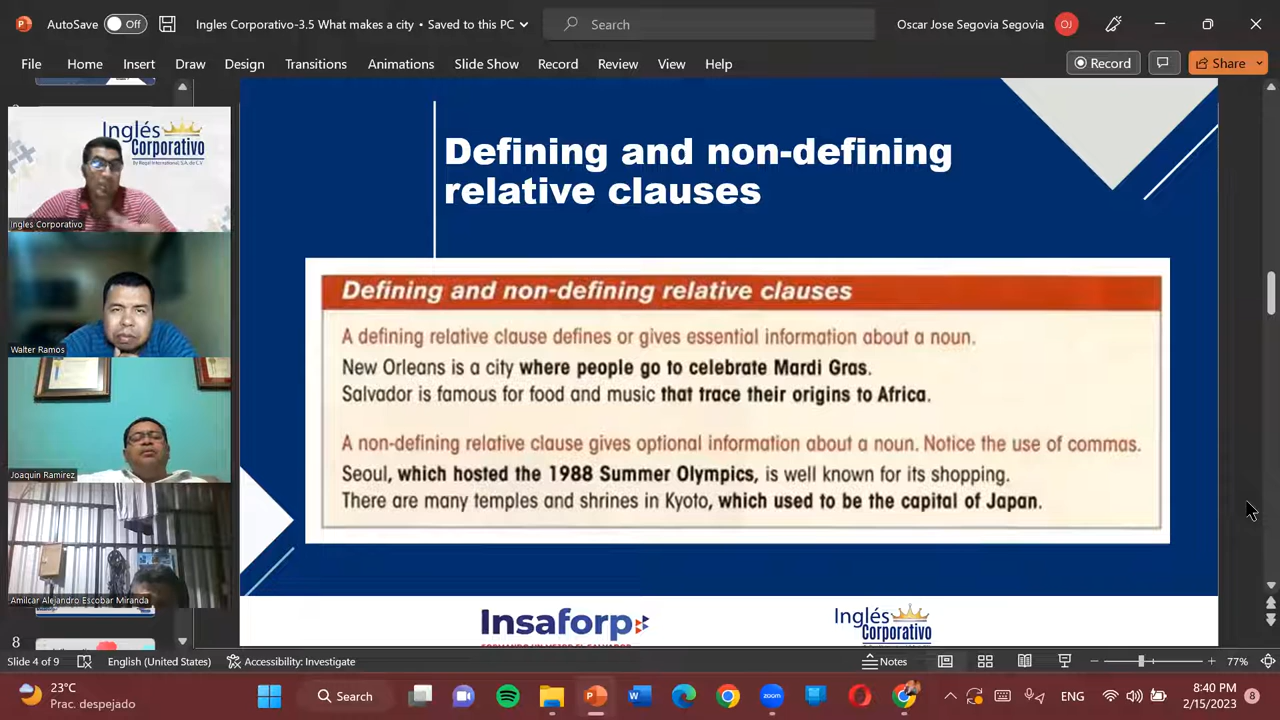 AutoSave Off Ingles Corporativo-3.5 What makes a city • Saved to this PC Search Oscar Jose Segovia Segovia OJ
File Home Insert Draw Design Transitions Animations Slide Show Record Review View Help Record Share
Inglés
Corporativo
By Regal International, S.A. de C.V.
Inglés Corporativo
Walter Ramos
Joaquin Ramirez
Amilcar Alejandro Escobar Miranda
8
Defining and non-defining
relative clauses
Defining and non-defining relative clauses
A defining relative clause defines or gives essential information about a noun.
New Orleans is a city where people go to celebrate Mardi Gras.
Salvador is famous for food and music that trace their origins to Africa.
A non-defining relative clause gives optional information about a noun. Notice the use of commas.
Seoul, which hosted the 1988 Summer Olympics, is well known for its shopping.
There are many temples and shrines in Kyoto, which used to be the capital of Japan.
Insaforp
Inglés
Corporativo
Slide 4 of 9 English (United States) Accessibility: Investigate Notes 77%
23°C
Prac. despejado
Search
zoom
ENG
8:40 PM
2/15/2023
8